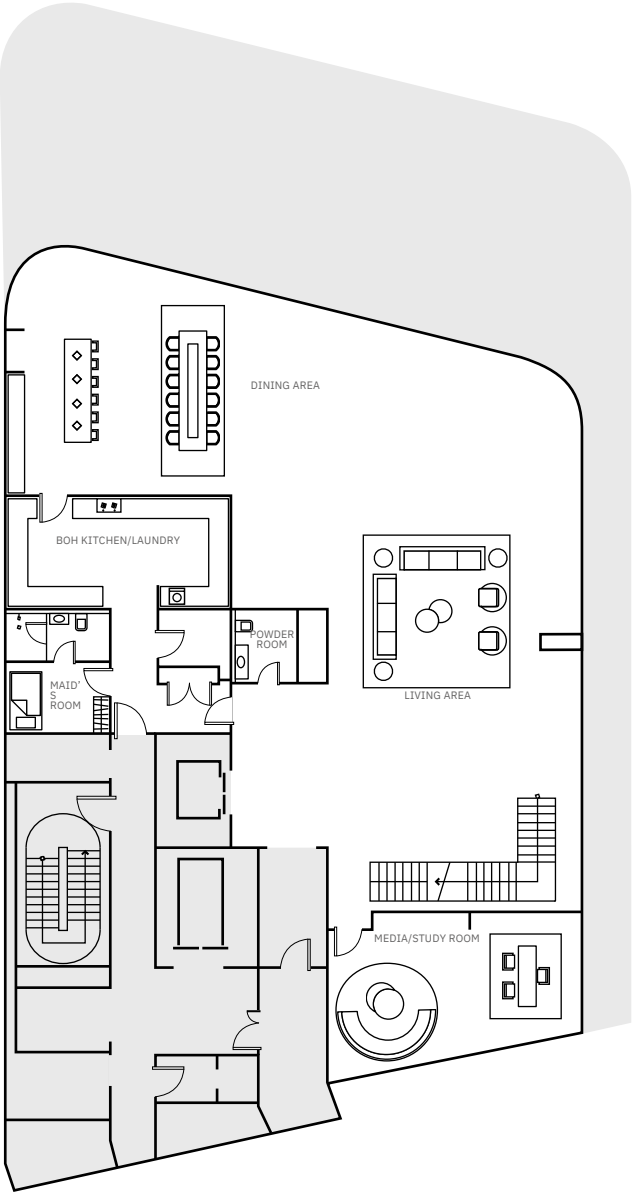 DINING AREA
BOH KITCHEN/LAUNDRY
POWDER
ROOM
MAID'
S
ROOM
LIVING AREA
MEDIA/STUDY ROOM